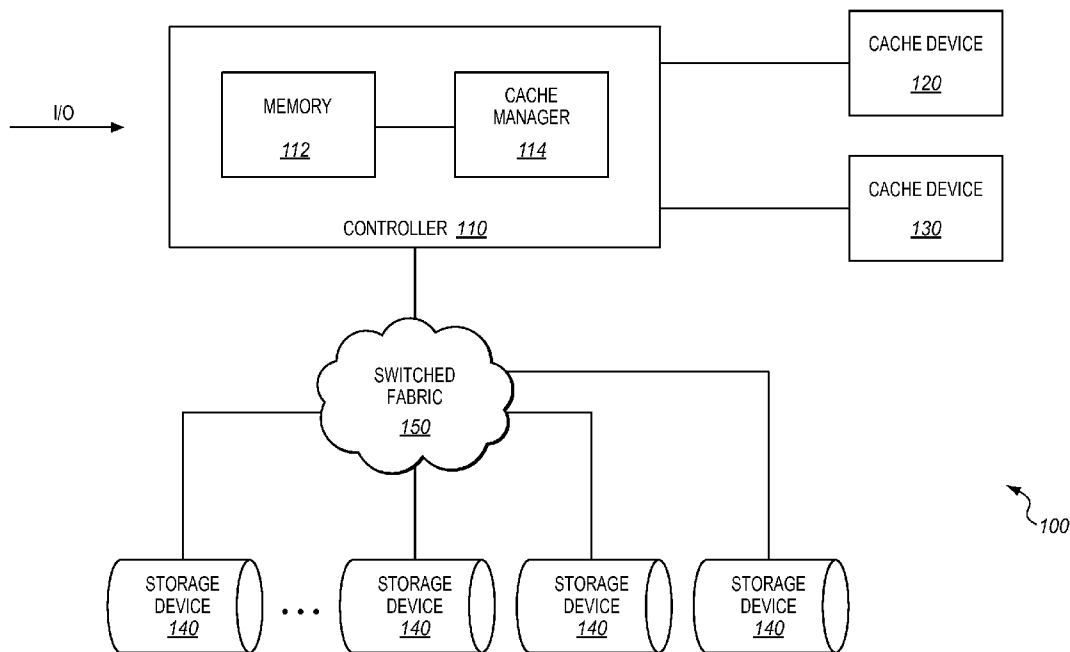 I/O
MEMORY
112
CACHE
MANAGER
114
CONTROLLER 110
CACHE DEVICE
120
CACHE DEVICE
130
SWITCHED
FABRIC
150
100
STORAGE
DEVICE
140
...
STORAGE
DEVICE
140
STORAGE
DEVICE
140
STORAGE
DEVICE
140